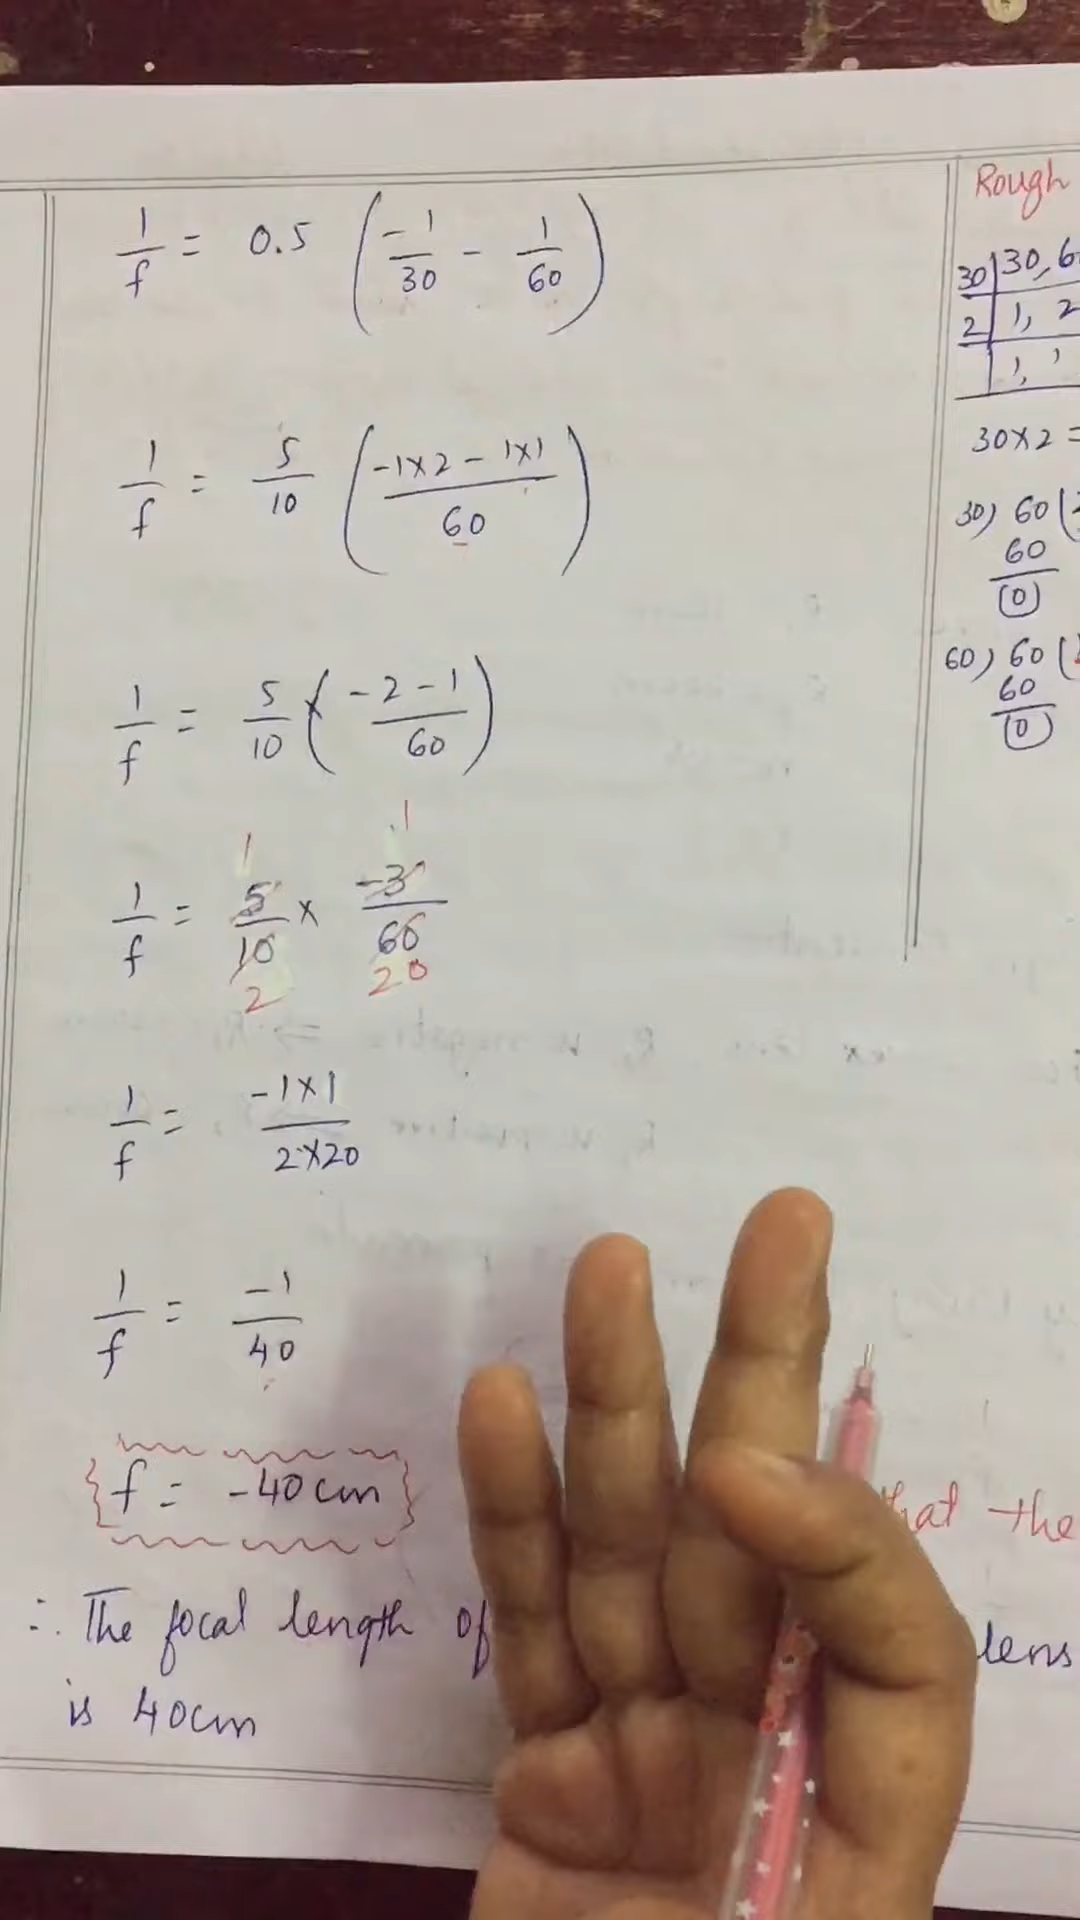 1/f = 0.5 (-1/30 - 1/60)
1/f = 5/10 (-1×2 - 1×1/60)
1/f = 5/10 × (-2-1/60)
1/f = 5/10 × -3/60
1 1
2 20
1/f = -1×1/2×20
1/f = -1/40
f = -40cm
that the
∴ The focal length of lens
is 40cm
Rough
30|30, 6
2|1, 2
1, 1
30×2 =
30) 60 (
60
0
60) 60 (
60
0